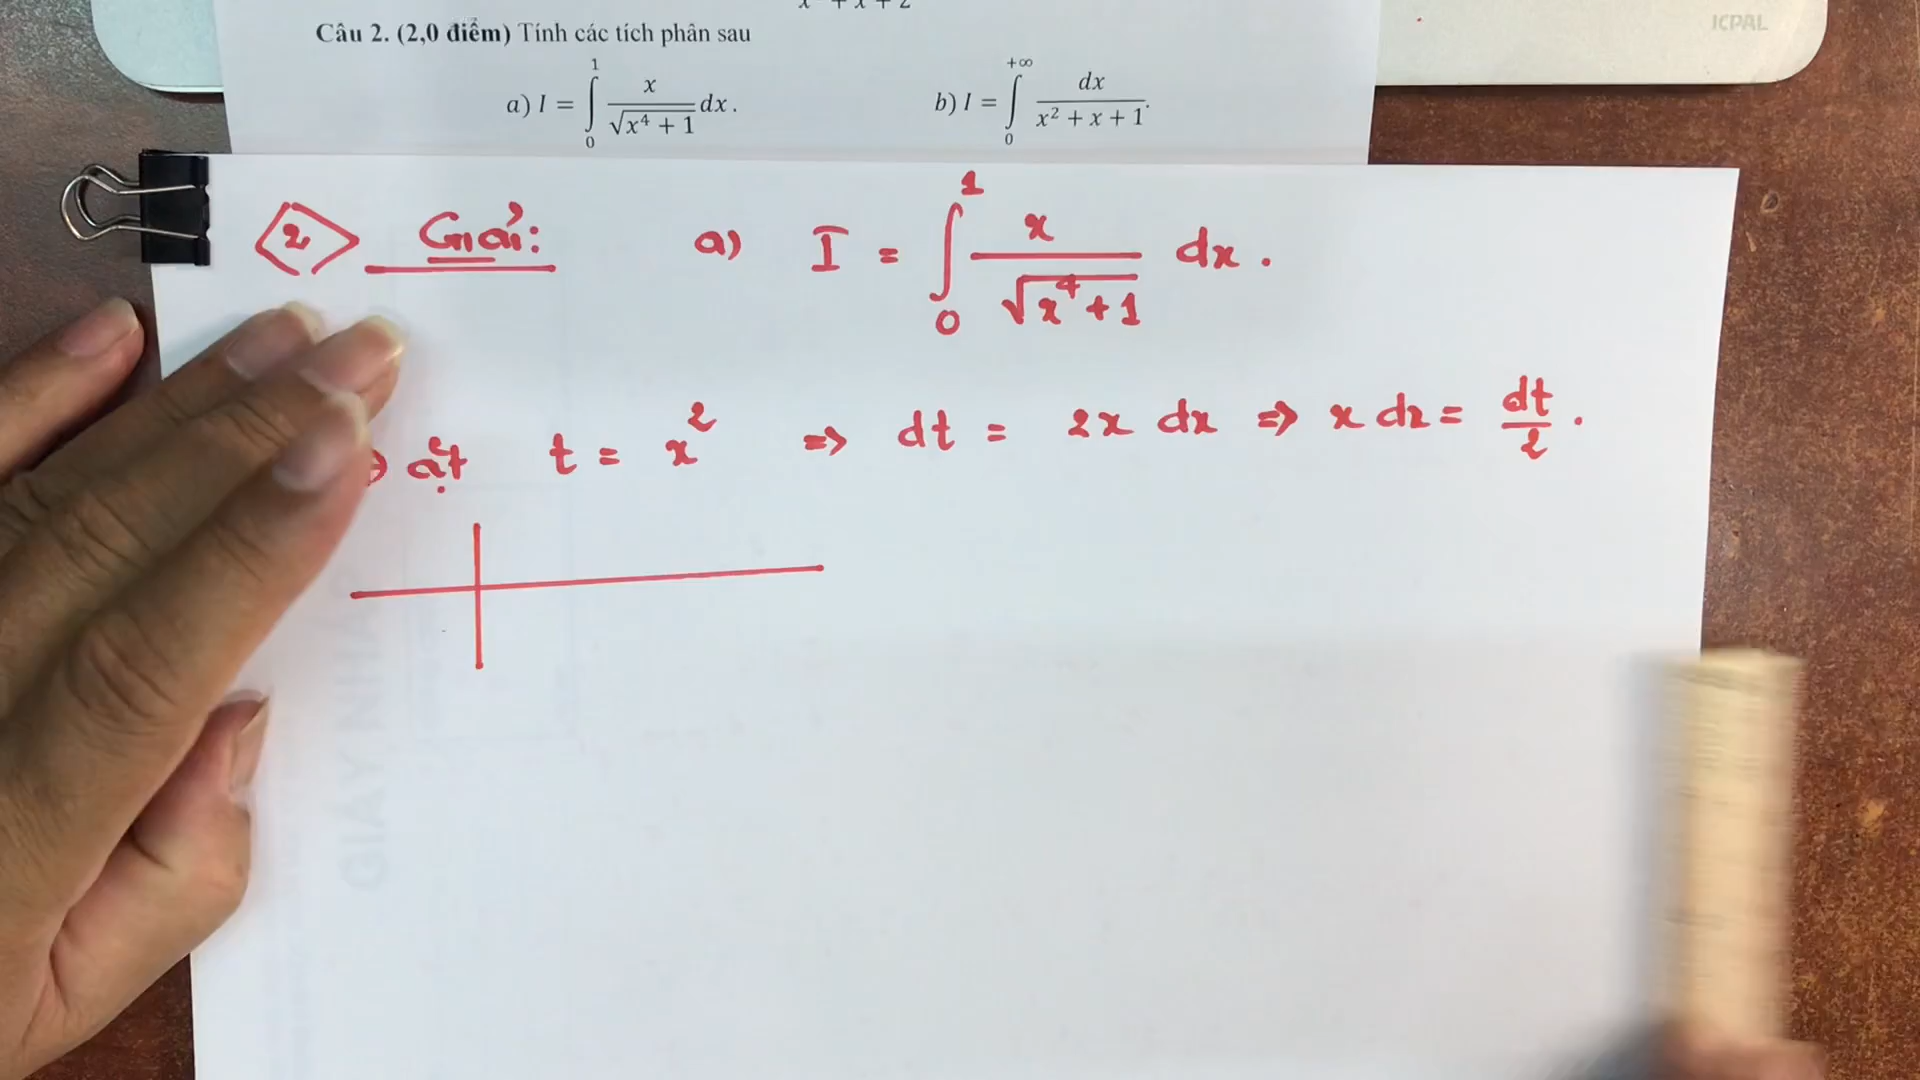 ICPAL
Câu 2. (2,0 điểm) Tính các tích phân sau
a) I = ∫₀¹ x / √(x⁴ + 1) dx. b) I = ∫₀^{+∞} dx / (x² + x + 1).
2 Giải: a) I = ∫₀¹ x / √(x⁴+1) dx.
t = x² ⇒ dt = 2x dx ⇒ x dx = dt/2.